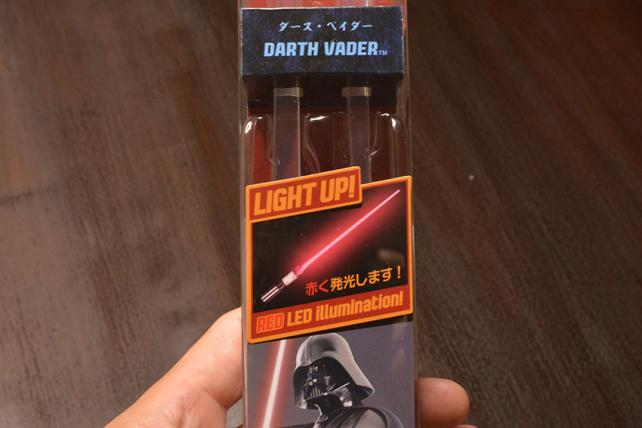 ダース・ベイダー
DARTH VADER™
LIGHT UP!
赤く発光します!
RED LED illumination!